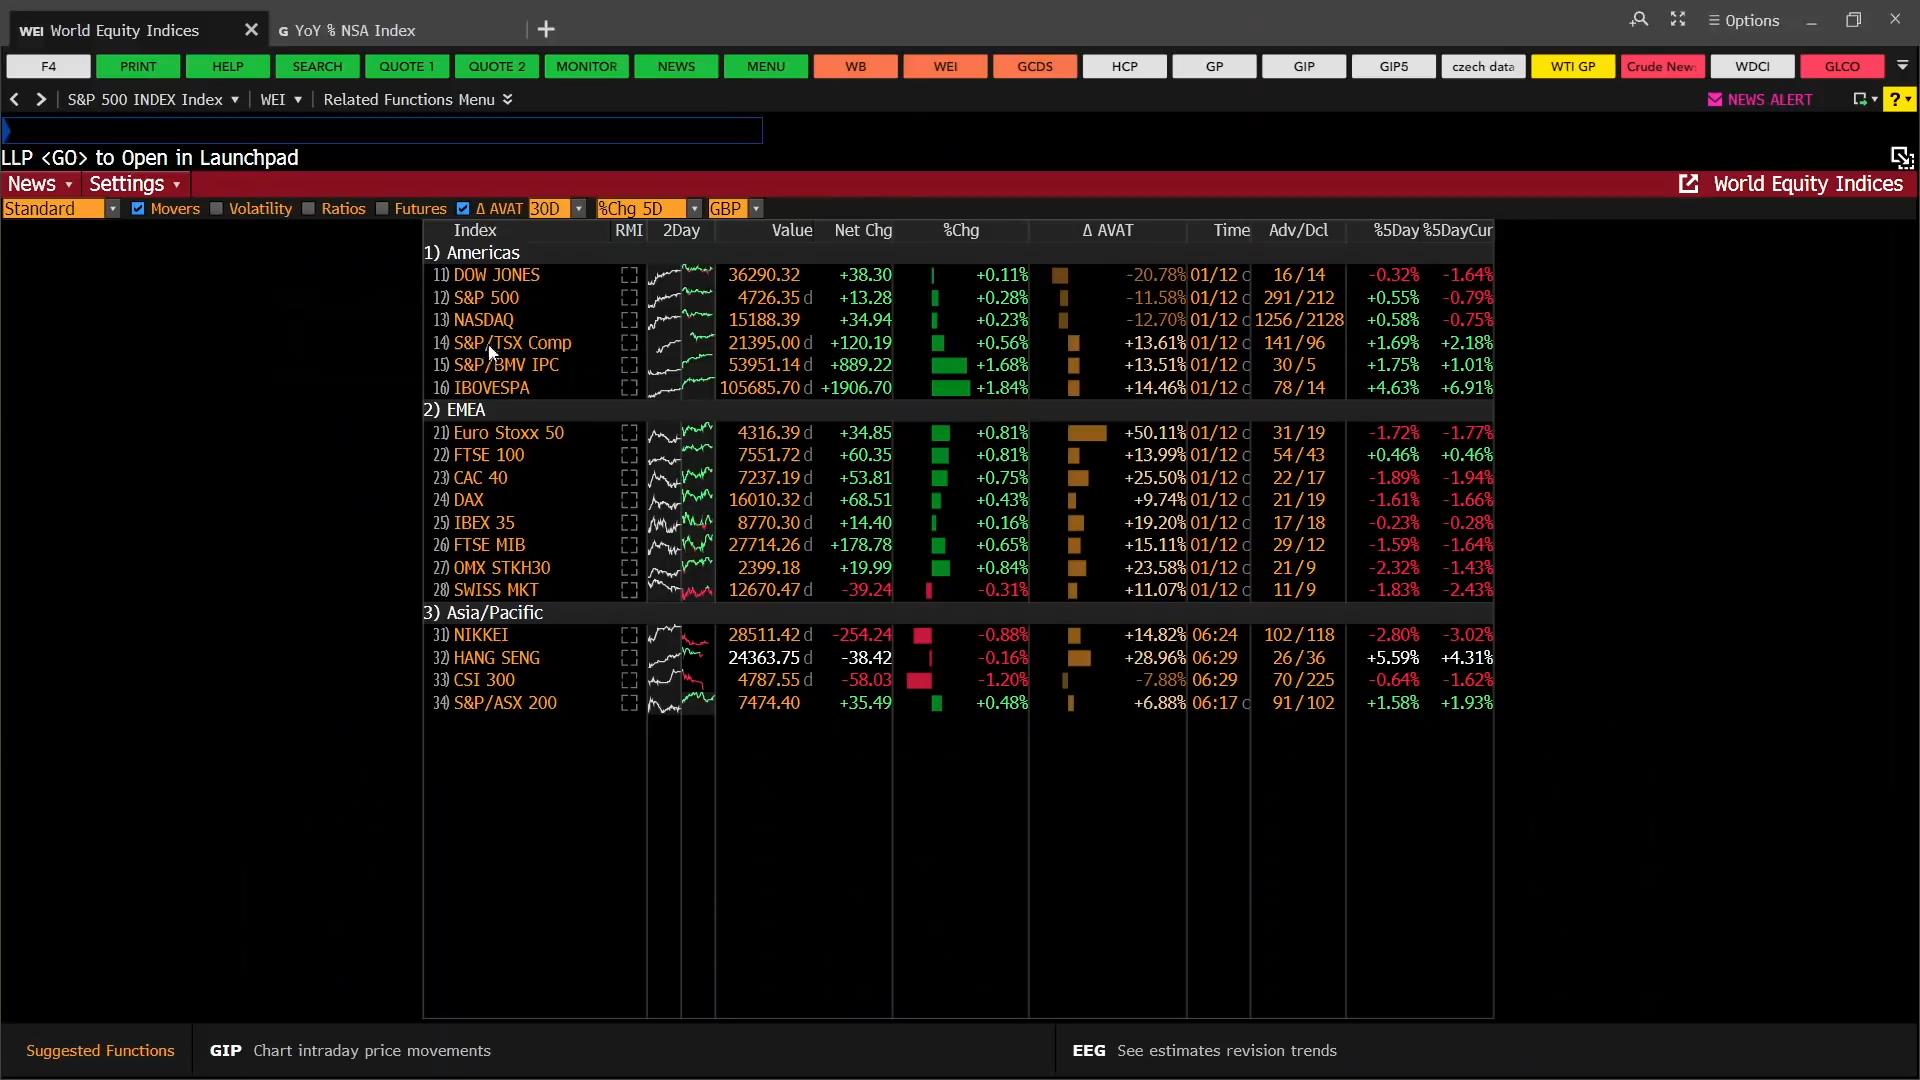 WEI World Equity Indices
G YoY % NSA Index
Options
F4 PRINT HELP SEARCH QUOTE 1 QUOTE 2 MONITOR NEWS MENU WB WEI GCDS HCP GP GIP GIP5 czech data WTI GP Crude New WDCI GLCO
S&P 500 INDEX Index WEI Related Functions Menu NEWS ALERT ?
LLP <GO> to Open in Launchpad
News Settings World Equity Indices
Standard Movers Volatility Ratios Futures Δ AVAT 30D %Chg 5D GBP
Index RMI 2Day Value Net Chg %Chg Δ AVAT Time Adv/Dcl %5Day %5DayCur
1) Americas
11) DOW JONES 36290.32 +38.30 +0.11% -20.78% 01/12 c 16 / 14 -0.32% -1.64%
12) S&P 500 4726.35 d +13.28 +0.28% -11.58% 01/12 c 291 / 212 +0.55% -0.79%
13) NASDAQ 15188.39 +34.94 +0.23% -12.70% 01/12 c 1256 / 2128 +0.58% -0.75%
14) S&P/TSX Comp 21395.00 d +120.19 +0.56% +13.61% 01/12 c 141 / 96 +1.69% +2.18%
15) S&P/BMV IPC 53951.14 d +889.22 +1.68% +13.51% 01/12 c 30 / 5 +1.75% +1.01%
16) IBOVESPA 105685.70 d +1906.70 +1.84% +14.46% 01/12 c 78 / 14 +4.63% +6.91%
2) EMEA
21) Euro Stoxx 50 4316.39 d +34.85 +0.81% +50.11% 01/12 c 31 / 19 -1.72% -1.77%
22) FTSE 100 7551.72 d +60.35 +0.81% +13.99% 01/12 c 54 / 43 +0.46% +0.46%
23) CAC 40 7237.19 d +53.81 +0.75% +25.50% 01/12 c 22 / 17 -1.89% -1.94%
24) DAX 16010.32 d +68.51 +0.43% +9.74% 01/12 c 21 / 19 -1.61% -1.66%
25) IBEX 35 8770.30 d +14.40 +0.16% +19.20% 01/12 c 17 / 18 -0.23% -0.28%
26) FTSE MIB 27714.26 d +178.78 +0.65% +15.11% 01/12 c 29 / 12 -1.59% -1.64%
27) OMX STKH30 2399.18 +19.99 +0.84% +23.58% 01/12 c 21 / 9 -2.32% -1.43%
28) SWISS MKT 12670.47 d -39.24 -0.31% +11.07% 01/12 c 11 / 9 -1.83% -2.43%
3) Asia/Pacific
31) NIKKEI 28511.42 d -254.24 -0.88% +14.82% 06:24 102 / 118 -2.80% -3.02%
32) HANG SENG 24363.75 d -38.42 -0.16% +28.96% 06:29 26 / 36 +5.59% +4.31%
33) CSI 300 4787.55 d -58.03 -1.20% -7.88% 06:29 70 / 225 -0.64% -1.62%
34) S&P/ASX 200 7474.40 +35.49 +0.48% +6.88% 06:17 c 91 / 102 +1.58% +1.93%
Suggested Functions GIP Chart intraday price movements EEG See estimates revision trends